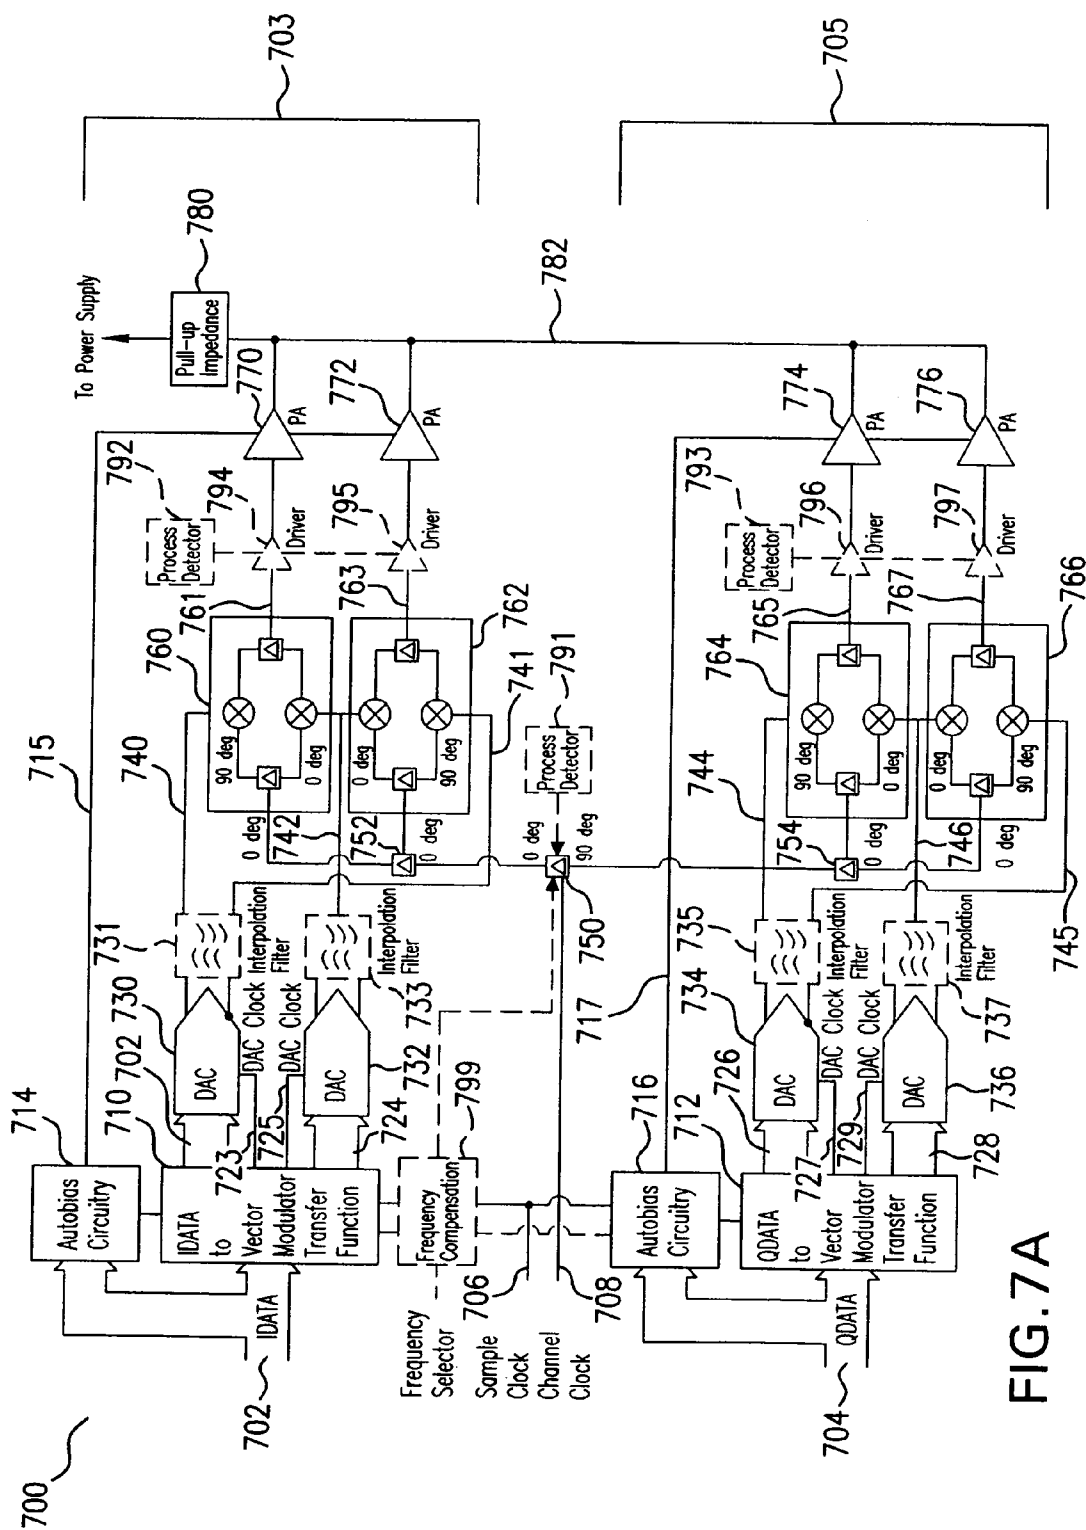 700
703
705
To Power Supply
Pull-up
Impedance
780
782
714
715
Autobias
Circuitry
792
Process
Detector
770
PA
772
PA
794
Driver
795
Driver
740
760
761
763
762
741
90 deg
0 deg
0 deg
90 deg
0 deg
742
752
0 deg
731
730
702
710
DAC
DAC Clock
Interpolation
Filter
DAC Clock
DAC
Interpolation
Filter
733
732
723
725
724
IDATA
to
Vector
Modulator
Transfer
Function
IDATA
702
799
Frequency
Compensation
Frequency
Selector
Sample
Clock
Channel
Clock
706
708
791
Process
Detector
0 deg
90 deg
750
717
716
Autobias
Circuitry
712
793
Process
Detector
774
PA
776
PA
796
Driver
797
Driver
744
764
765
767
766
90 deg
0 deg
0 deg
90 deg
754
0 deg
746
0 deg
745
735
734
726
DAC
DAC Clock
Interpolation
Filter
DAC Clock
DAC
Interpolation
Filter
737
736
727
729
728
QDATA
to
Vector
Modulator
Transfer
Function
QDATA
704
FIG.7A